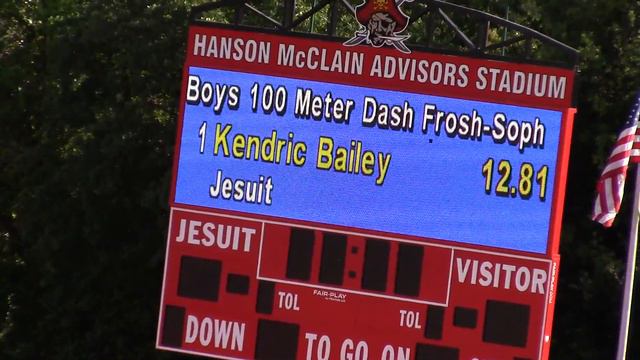 HANSON McCLAIN ADVISORS STADIUM
Boys 100 Meter Dash Frosh-Soph
1 Kendric Bailey 12.81
Jesuit
JESUIT
VISITOR
FAIR-PLAY
TOL
TOL
DOWN
TO GO ON